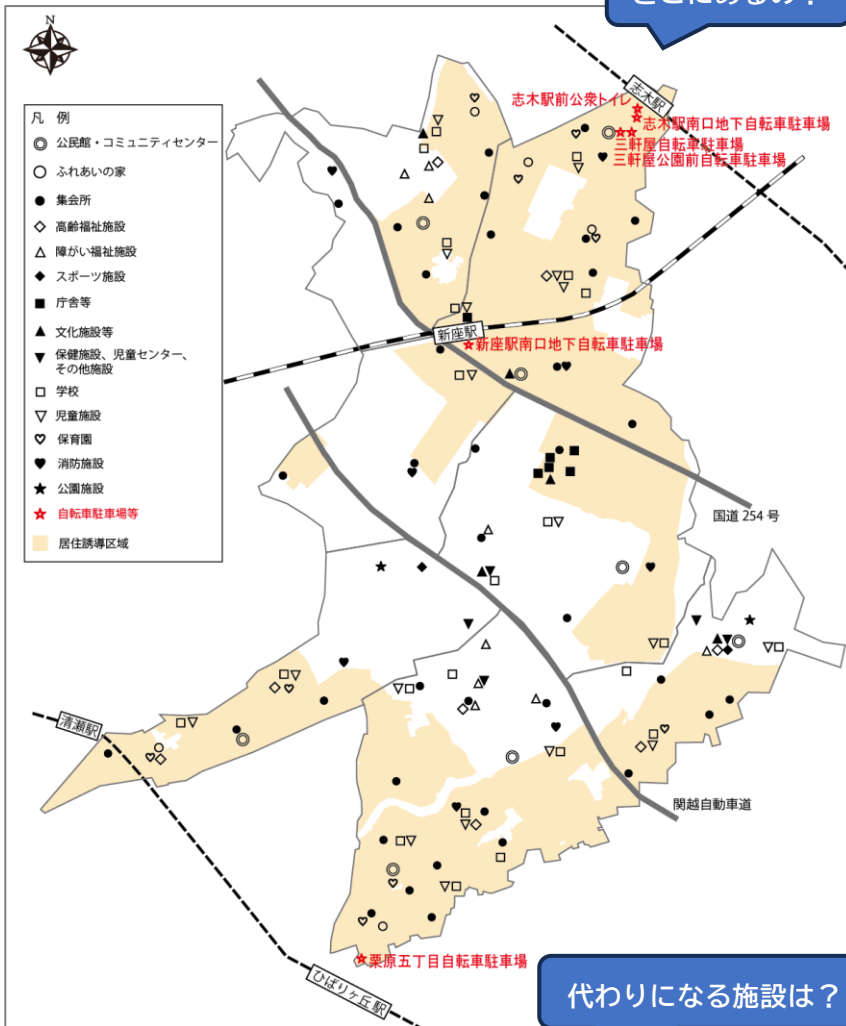 どこにあるの？
N
志木駅
志木駅前公衆トイレ
志木駅南口地下自転車駐車場
三軒屋自転車駐車場
三軒屋公園前自転車駐車場
凡 例
公民館・コミュニティセンター
ふれあいの家
集会所
高齢福祉施設
障がい福祉施設
スポーツ施設
庁舎等
文化施設等
保健施設、児童センター、
その他施設
学校
児童施設
保育園
消防施設
公園施設
自転車駐車場等
居住誘導区域
新座駅
新座駅南口地下自転車駐車場
国道 254 号
清瀬駅
関越自動車道
栗原五丁目自転車駐車場
ひばりヶ丘駅
代わりになる施設は？